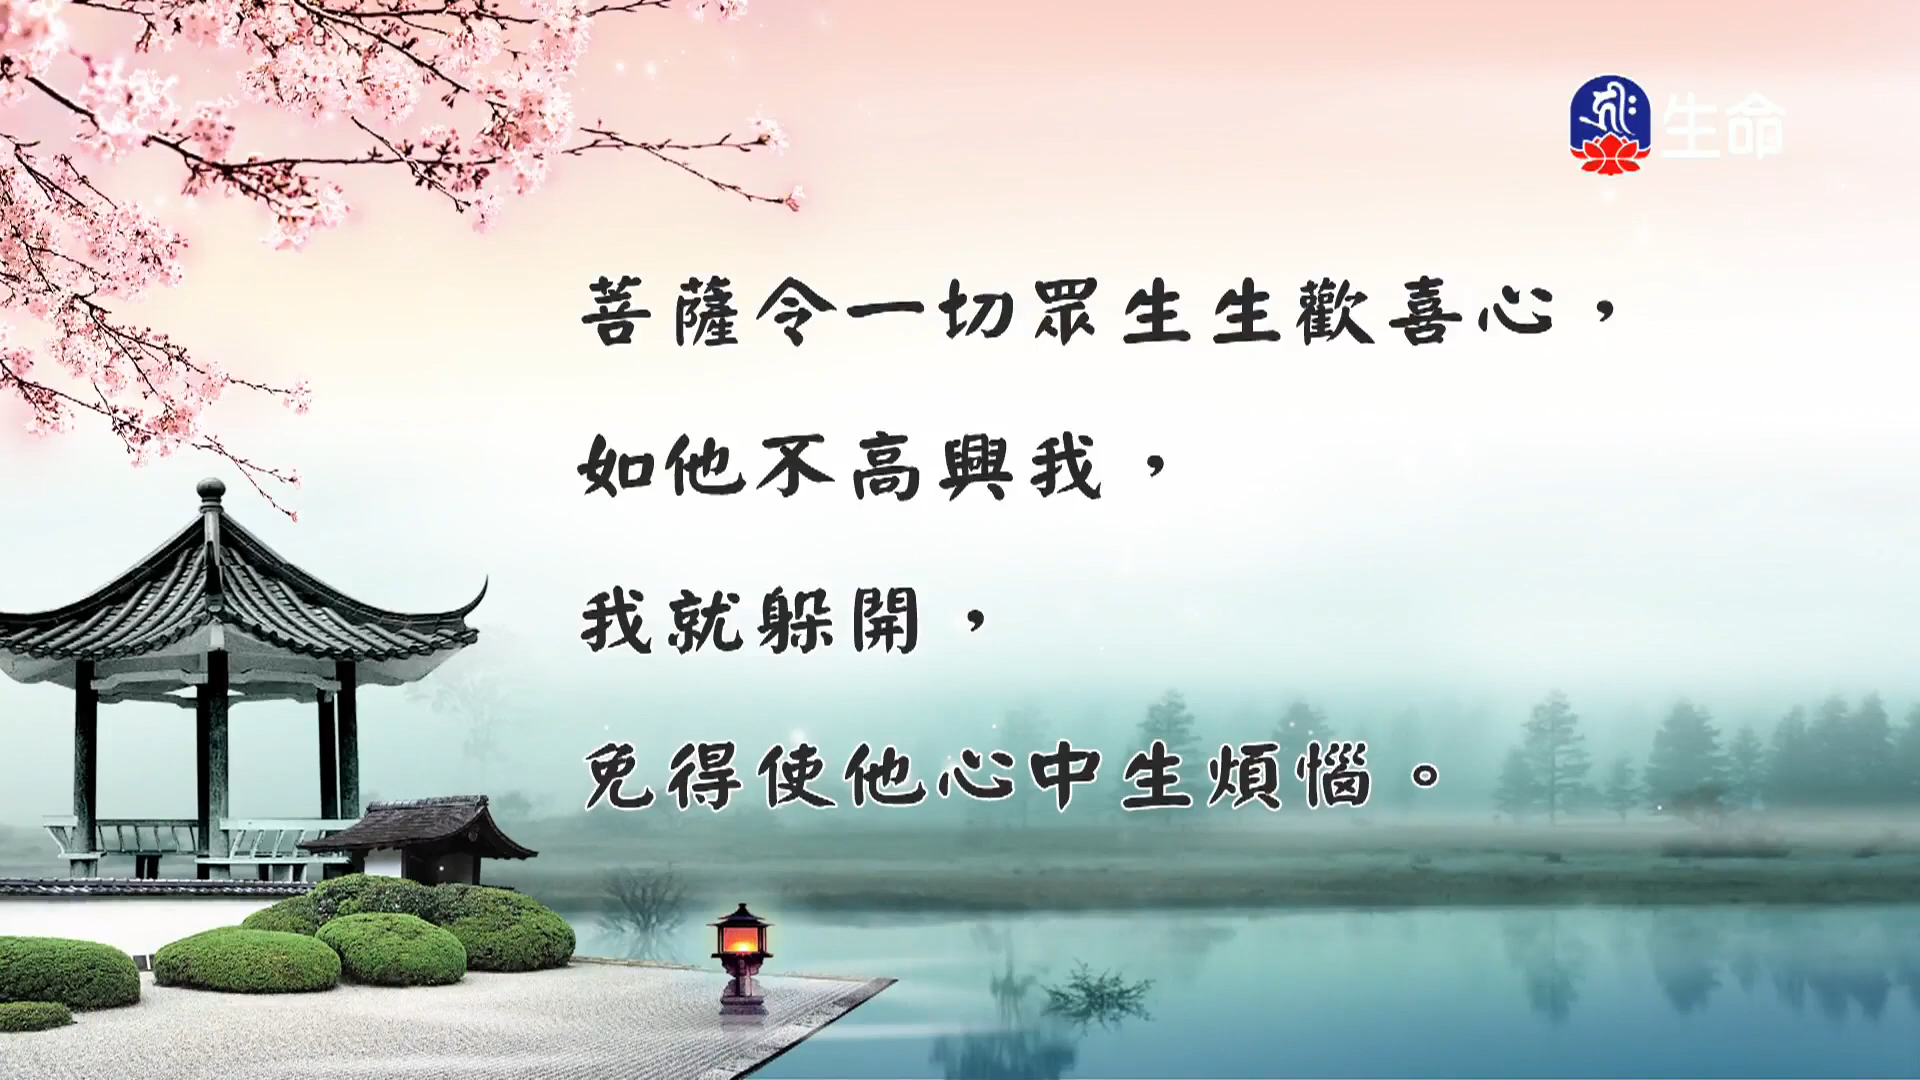 生命
菩薩令一切眾生生歡喜心，
如他不高興我，
我就躲開，
免得使他心中生煩惱。